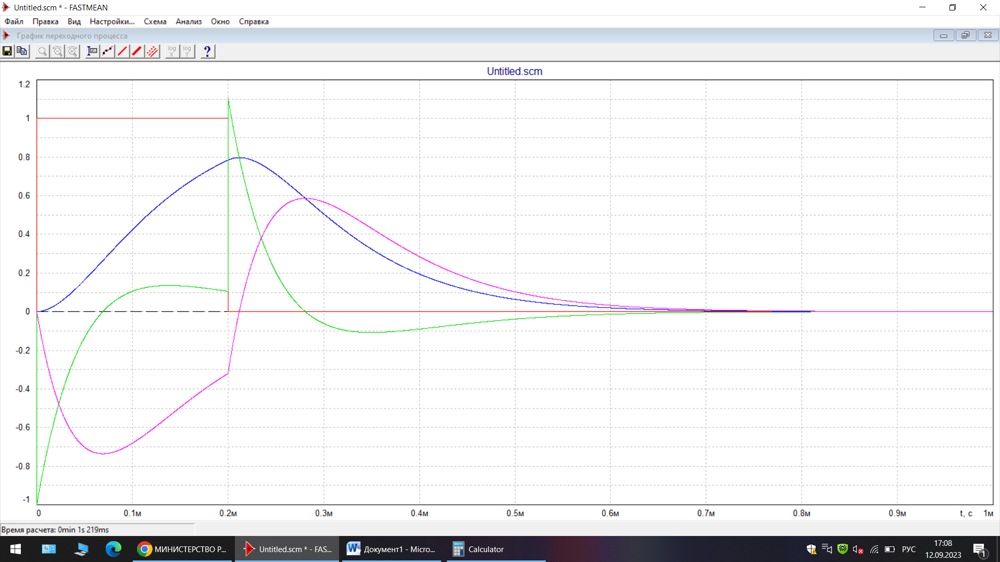 Untitled.scm * - FASTMEAN
Файл Правка Вид Настройки... Схема Анализ Окно Справка
График переходного процесса
log X log Y ?
Untitled.scm
1.2
1
0.8
0.6
0.4
0.2
0
-0.2
-0.4
-0.6
-0.8
-1
0 0.1м 0.2м 0.3м 0.4м 0.5м 0.6м 0.7м 0.8м 0.9м t, с 1м
Время расчета: 0min 1s 219ms
МИНИСТЕРСТВО Р... Untitled.scm * - FAS... Документ1 - Micro... Calculator РУС 17:08
12.09.2023 1